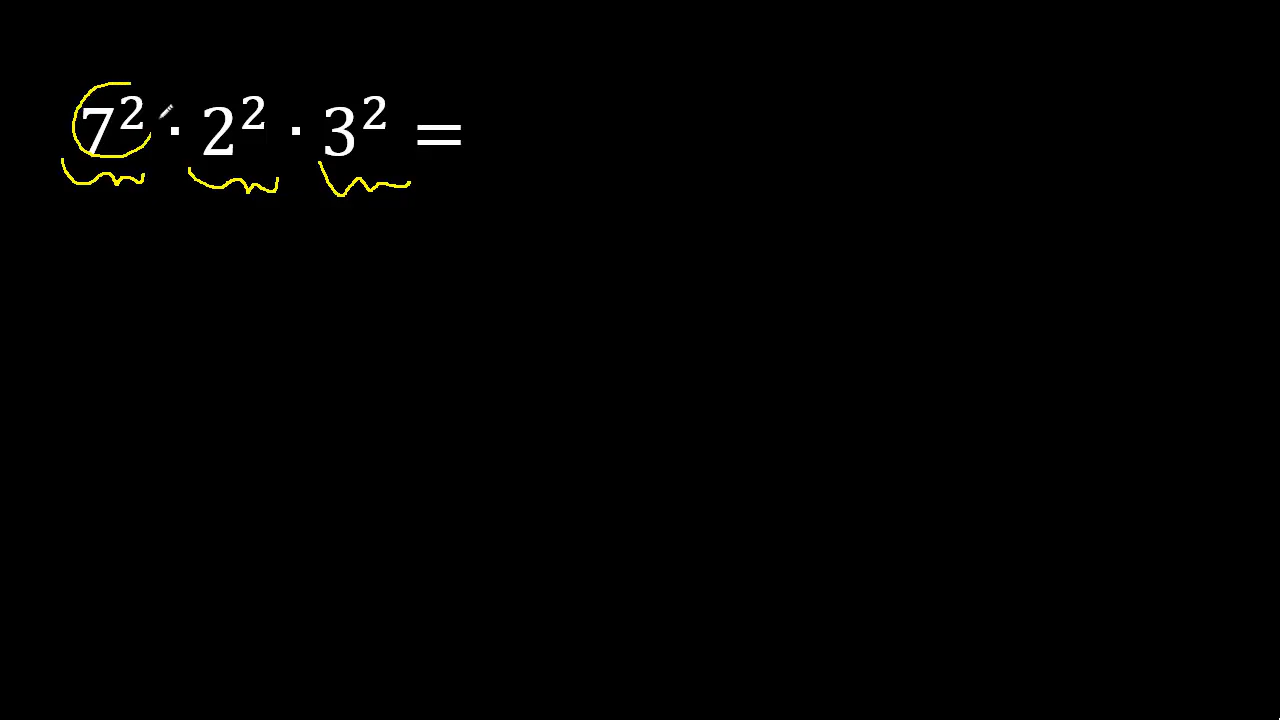 7² · 2² · 3² =